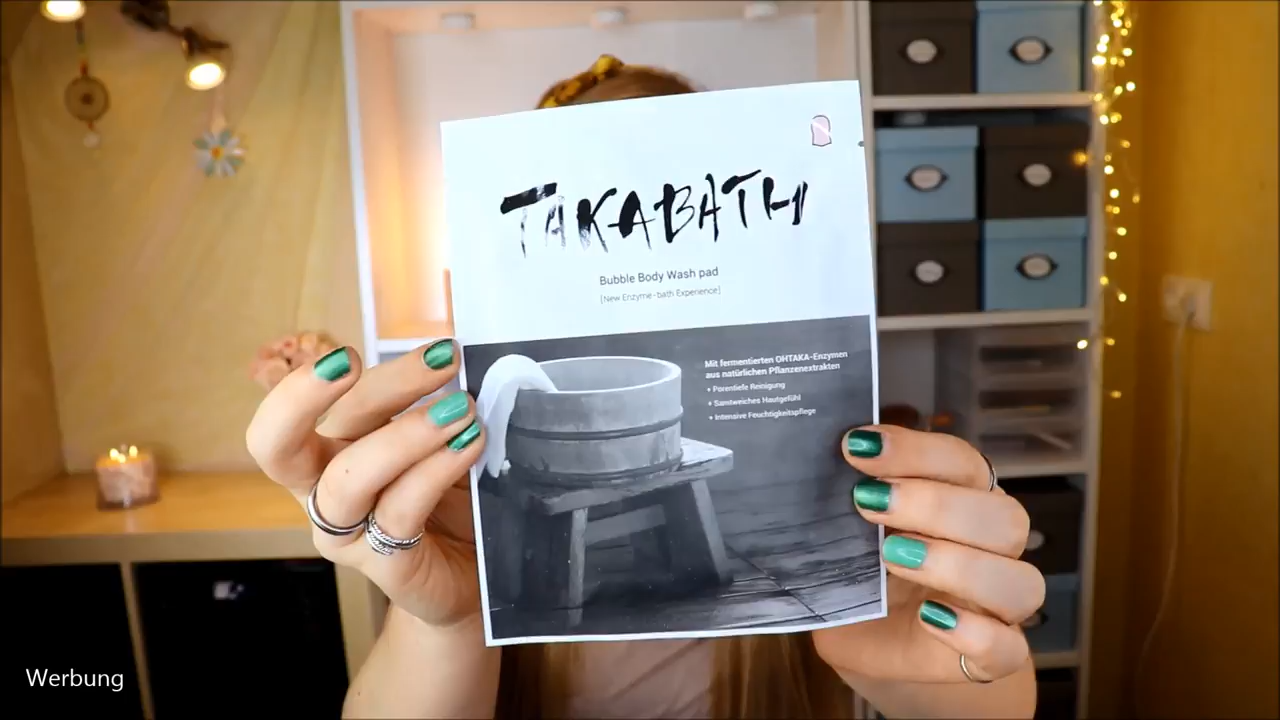 TAKABATH
Bubble Body Wash pad
[New Enzyme-bath Experience]
Mit fermentierten OHTAKA-Enzymen
aus natürlichen Pflanzenextrakten
• Porentiefe Reinigung
• Samtweiches Hautgefühl
• Intensive Feuchtigkeitspflege
Werbung